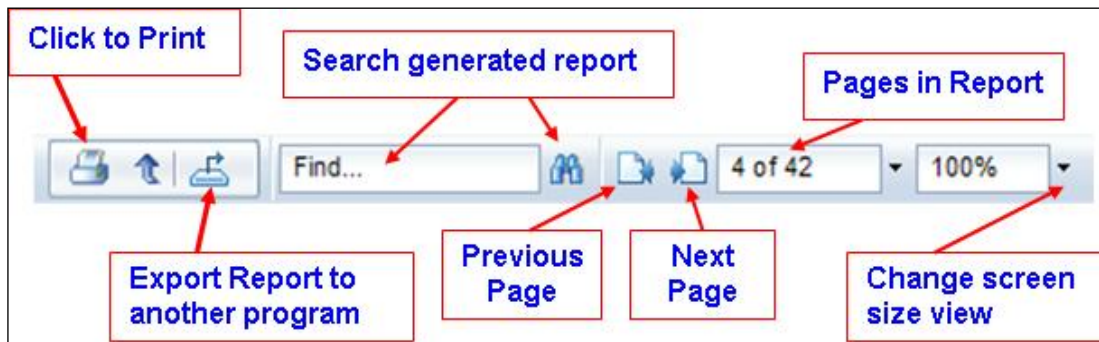 Click to Print
Search generated report
Pages in Report
Find...
4 of 42
100%
Export Report to
another program
Previous
Page
Next
Page
Change screen
size view